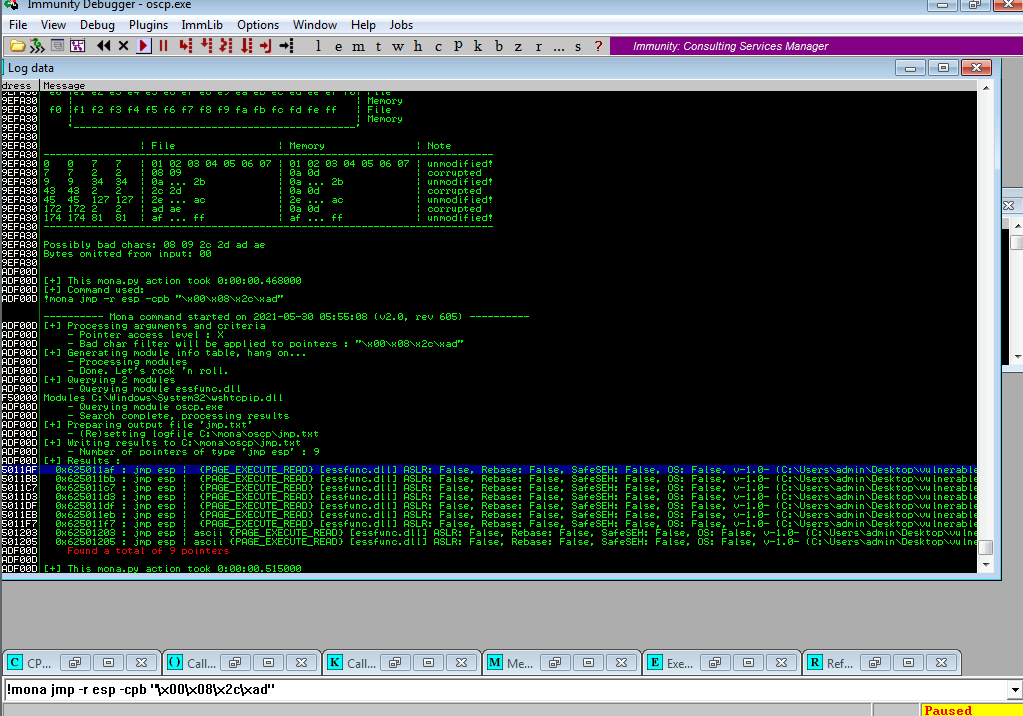 Immunity Debugger - oscp.exe
File View Debug Plugins ImmLib Options Window Help Jobs
l e m t w h c P k b z r ... s ?
Immunity: Consulting Services Manager
Log data
dress Message
9EFA30 | Memory
9EFA30 f0 |f1 f2 f3 f4 f5 f6 f7 f8 f9 fa fb fc fd fe ff | File
9EFA30 | Memory
9EFA30
9EFA30
9EFA30 | File | Memory | Note
9EFA30
9EFA30 0 0 7 7 | 01 02 03 04 05 06 07 | 01 02 03 04 05 06 07 | unmodified!
9EFA30 7 7 2 2 | 08 09 | 0a 0d | corrupted
9EFA30 9 9 34 34 | 0a ... 2b | 0a ... 2b | unmodified!
9EFA30 43 43 2 2 | 2c 2d | 0a 0d | corrupted
9EFA30 45 45 127 127 | 2e ... ac | 2e ... ac | unmodified!
9EFA30 172 172 2 2 | ad ae | 0a 0d | corrupted
9EFA30 174 174 81 81 | af ... ff | af ... ff | unmodified!
9EFA30
9EFA30
9EFA30 Possibly bad chars: 08 09 2c 2d ad ae
9EFA30 Bytes omitted from input: 00
9EFA30
ADF00D [+] This mona.py action took 0:00:00.468000
ADF00D [+] Command used:
ADF00D !mona jmp -r esp -cpb "\x00\x08\x2c\xad"
---------- Mona command started on 2021-05-30 05:55:08 (v2.0, rev 605) ----------
ADF00D [+] Processing arguments and criteria
ADF00D - Pointer access level : X
ADF00D - Bad char filter will be applied to pointers : "\x00\x08\x2c\xad"
ADF00D [+] Generating module info table, hang on...
ADF00D - Processing modules
ADF00D - Done. Let's rock 'n roll.
ADF00D [+] Querying 2 modules
ADF00D - Querying module essfunc.dll
F50000 Modules C:\Windows\System32\wshtcpip.dll
ADF00D - Querying module oscp.exe
ADF00D - Search complete, processing results
ADF00D [+] Preparing output file 'jmp.txt'
ADF00D - (Re)setting logfile C:\mona\oscp\jmp.txt
ADF00D [+] Writing results to C:\mona\oscp\jmp.txt
ADF00D - Number of pointers of type 'jmp esp' : 9
ADF00D [+] Results :
5011AF 0x625011af : jmp esp | {PAGE_EXECUTE_READ} [essfunc.dll] ASLR: False, Rebase: False, SafeSEH: False, OS: False, v-1.0- (C:\Users\admin\Desktop\vulnerable
5011BB 0x625011bb : jmp esp | {PAGE_EXECUTE_READ} [essfunc.dll] ASLR: False, Rebase: False, SafeSEH: False, OS: False, v-1.0- (C:\Users\admin\Desktop\vulnerable
5011C7 0x625011c7 : jmp esp | {PAGE_EXECUTE_READ} [essfunc.dll] ASLR: False, Rebase: False, SafeSEH: False, OS: False, v-1.0- (C:\Users\admin\Desktop\vulnerable
5011D3 0x625011d3 : jmp esp | {PAGE_EXECUTE_READ} [essfunc.dll] ASLR: False, Rebase: False, SafeSEH: False, OS: False, v-1.0- (C:\Users\admin\Desktop\vulnerable
5011DF 0x625011df : jmp esp | {PAGE_EXECUTE_READ} [essfunc.dll] ASLR: False, Rebase: False, SafeSEH: False, OS: False, v-1.0- (C:\Users\admin\Desktop\vulnerable
5011EB 0x625011eb : jmp esp | {PAGE_EXECUTE_READ} [essfunc.dll] ASLR: False, Rebase: False, SafeSEH: False, OS: False, v-1.0- (C:\Users\admin\Desktop\vulnerable
5011F7 0x625011f7 : jmp esp | {PAGE_EXECUTE_READ} [essfunc.dll] ASLR: False, Rebase: False, SafeSEH: False, OS: False, v-1.0- (C:\Users\admin\Desktop\vulnerable
501203 0x62501203 : jmp esp | ascii {PAGE_EXECUTE_READ} [essfunc.dll] ASLR: False, Rebase: False, SafeSEH: False, OS: False, v-1.0- (C:\Users\admin\Desktop\vulne
501205 0x62501205 : jmp esp | ascii {PAGE_EXECUTE_READ} [essfunc.dll] ASLR: False, Rebase: False, SafeSEH: False, OS: False, v-1.0- (C:\Users\admin\Desktop\vulne
ADF00D Found a total of 9 pointers
ADF00D
ADF00D [+] This mona.py action took 0:00:00.515000
C CP... () Call... K Call... M Me... E Exe... R Ref...
!mona jmp -r esp -cpb "\x00\x08\x2c\xad"
Paused